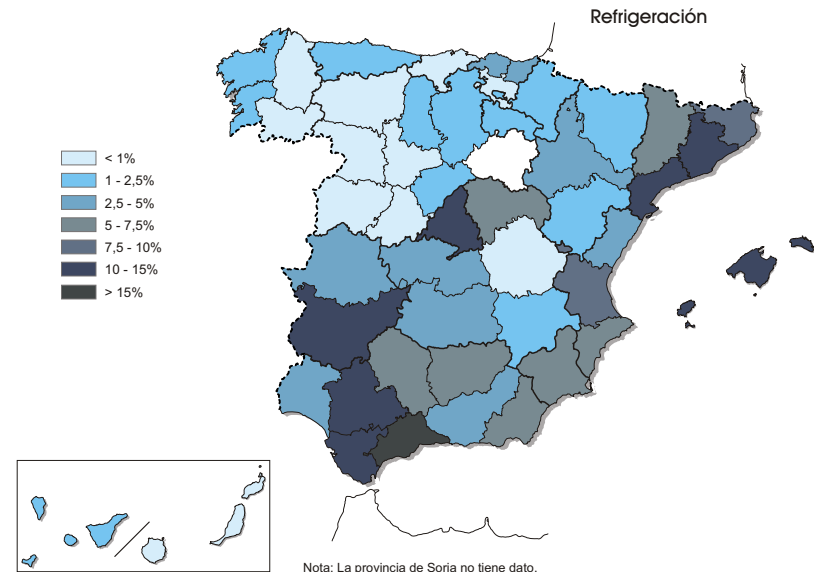 Refrigeración
< 1%
1 - 2,5%
2,5 - 5%
5 - 7,5%
7,5 - 10%
10 - 15%
> 15%
Nota: La provincia de Soria no tiene dato.